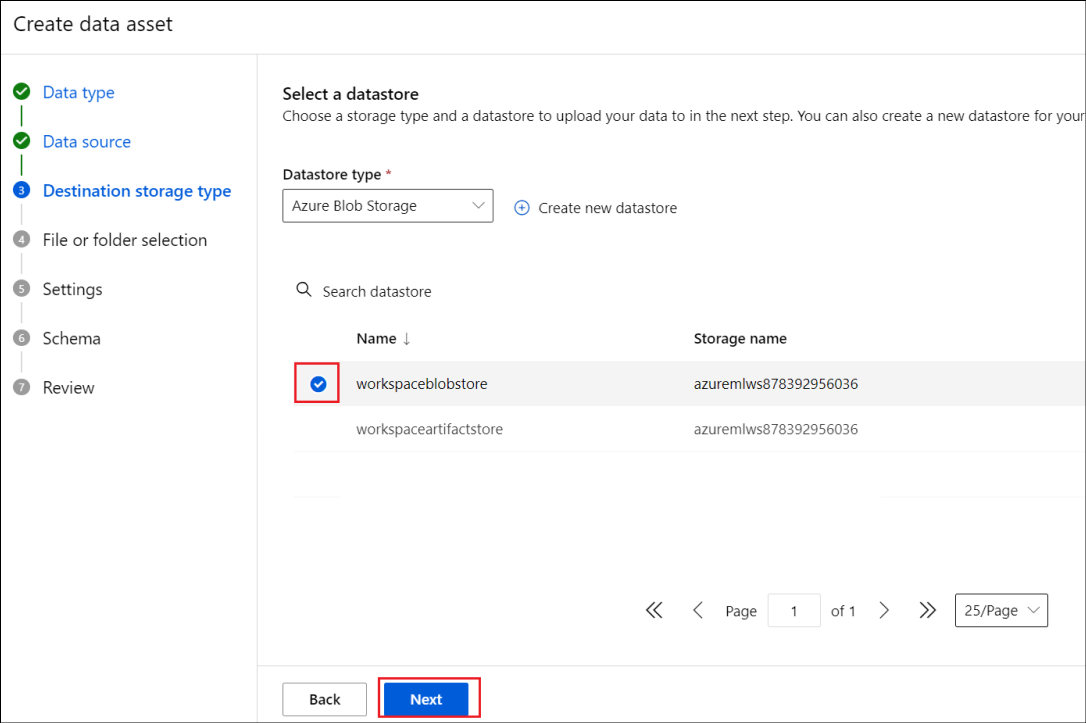 Create data asset
Data type
Data source
3 Destination storage type
4 File or folder selection
5 Settings
6 Schema
7 Review
Select a datastore
Choose a storage type and a datastore to upload your data to in the next step. You can also create a new datastore for your
Datastore type *
Azure Blob Storage
Create new datastore
Search datastore
Name ↓ Storage name
workspaceblobstore azuremlws878392956036
workspaceartifactstore azuremlws878392956036
Page 1 of 1 25/Page
Back Next